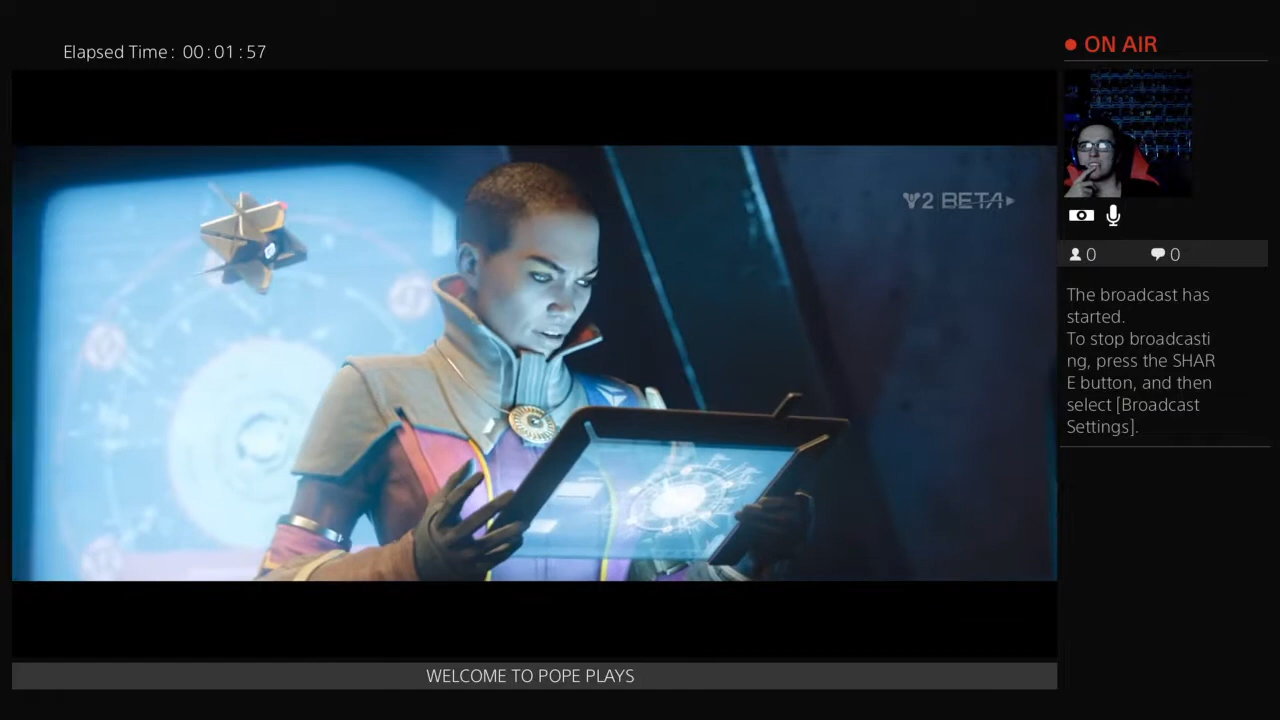 Elapsed Time: 00:01:57
ON AIR
2 BETA
0
0
The broadcast has
started.
To stop broadcasti
ng, press the SHAR
E button, and then
select [Broadcast
Settings].
WELCOME TO POPE PLAYS